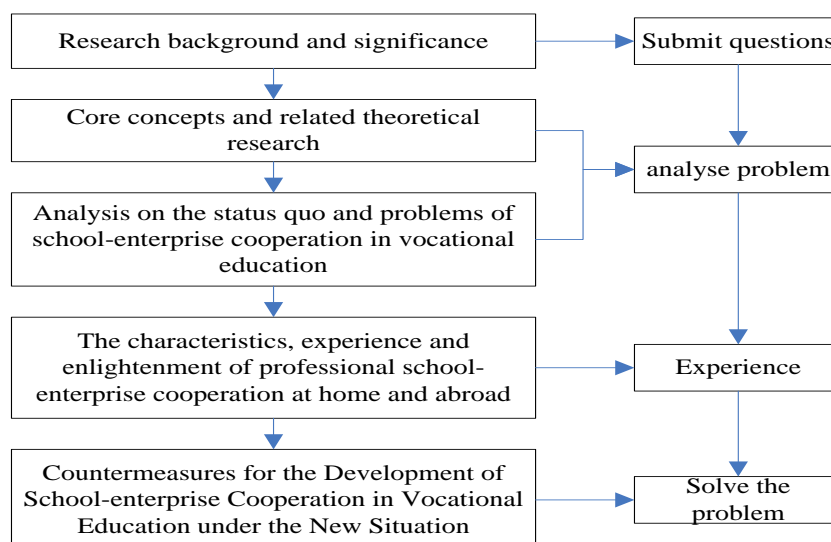 Research background and significance
Submit questions
Core concepts and related theoretical
research
analyse problem
Analysis on the status quo and problems of
school-enterprise cooperation in vocational
education
The characteristics, experience and
enlightenment of professional school-
enterprise cooperation at home and abroad
Experience
Countermeasures for the Development of
School-enterprise Cooperation in Vocational
Education under the New Situation
Solve the
problem